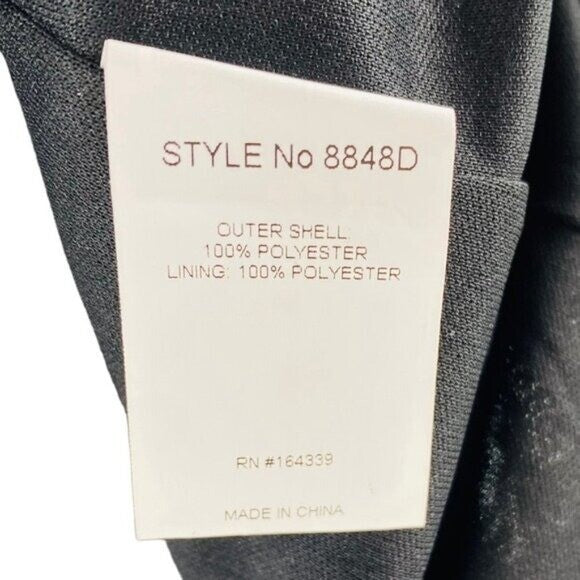 STYLE No 8848D
OUTER SHELL:
100% POLYESTER
LINING: 100% POLYESTER
RN #164339
MADE IN CHINA